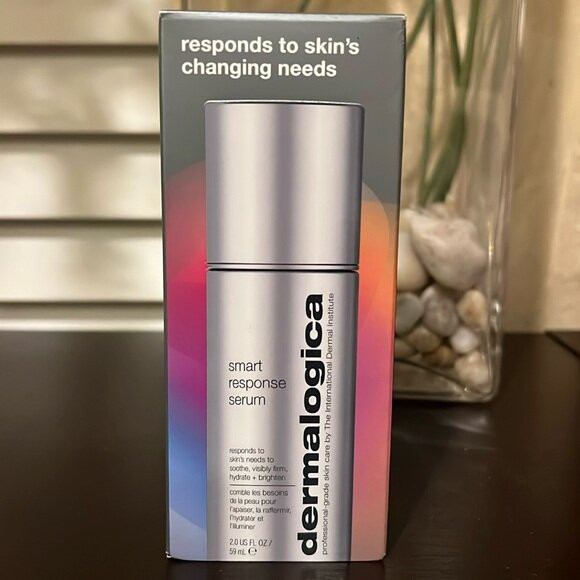 responds to skin's
changing needs
smart
response
serum
responds to
skin's needs to
soothe, visibly firm,
hydrate + brighten
comble les besoins
de la peau pour
l'apaiser, la raffermir,
l'hydrater et
l'illuminer
2.0 US FL OZ /
59 mL ℮
dermalogica
professional-grade skin care by The International Dermal Institute